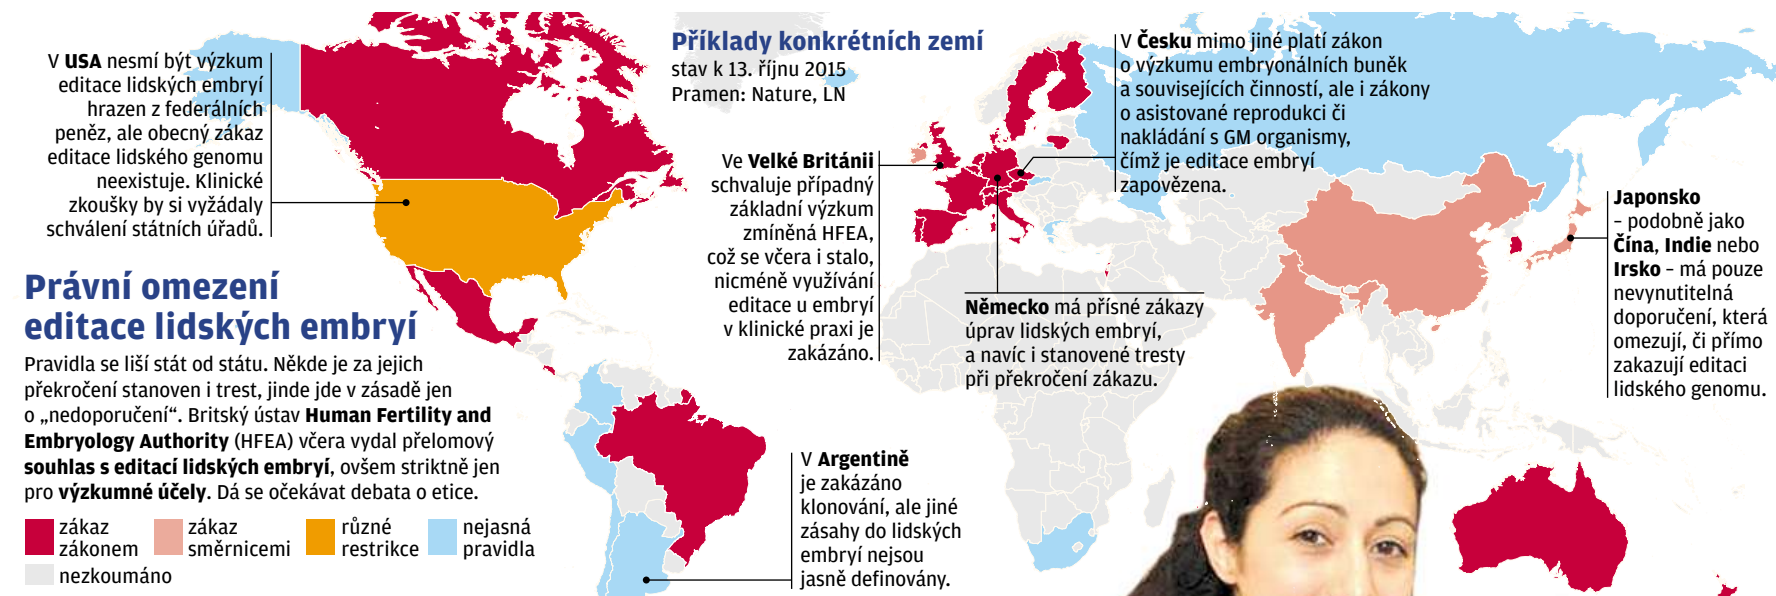 V USA nesmí být výzkum
editace lidských embryí
hrazen z federálních
peněz, ale obecný zákaz
editace lidského genomu
neexistuje. Klinické
zkoušky by si vyžádaly
schválení státních úřadů.
Právní omezení
editace lidských embryí
Pravidla se liší stát od státu. Někde je za jejich
překročení stanoven i trest, jinde jde v zásadě jen
o „nedoporučení“. Britský ústav Human Fertility and
Embryology Authority (HFEA) včera vydal přelomový
souhlas s editací lidských embryí, ovšem striktně jen
pro výzkumné účely. Dá se očekávat debata o etice.
zákaz
zákonem
zákaz
směrnicemi
různé
restrikce
nejasná
pravidla
nezkoumáno
Příklady konkrétních zemí
stav k 13. říjnu 2015
Pramen: Nature, LN
Ve Velké Británii
schvaluje případný
základní výzkum
zmíněná HFEA,
což se včera i stalo,
nicméně využívání
editace u embryí
v klinické praxi je
zakázáno.
V Česku mimo jiné platí zákon
o výzkumu embryonálních buněk
a souvisejících činností, ale i zákony
o asistované reprodukci či
nakládání s GM organismy,
čímž je editace embryí
zapovězena.
Německo má přísné zákazy
úprav lidských embryí,
a navíc i stanovené tresty
při překročení zákazu.
V Argentině
je zakázáno
klonování, ale jiné
zásahy do lidských
embryí nejsou
jasně definovány.
Japonsko
– podobně jako
Čína, Indie nebo
Irsko – má pouze
nevynutitelná
doporučení, která
omezují, či přímo
zakazují editaci
lidského genomu.